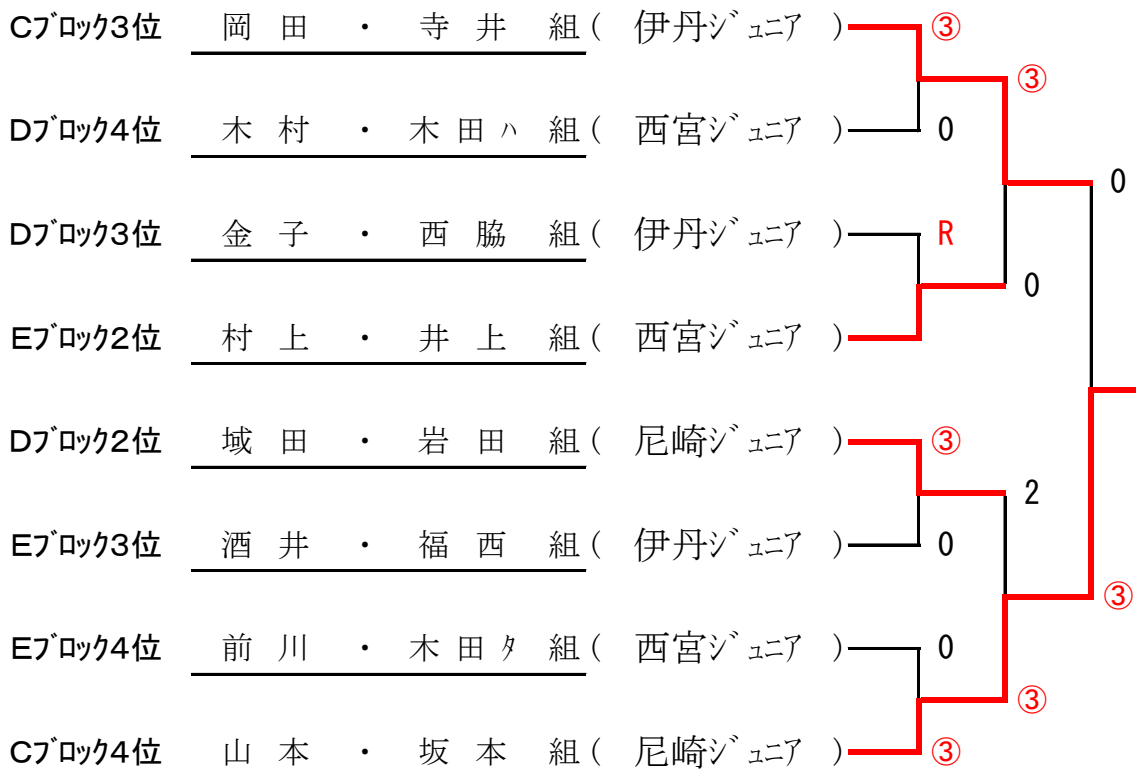 Cブロック3位 岡田・寺井 組( 伊丹ジュニア ) ③
③
Dブロック4位 木村・木田ハ 組( 西宮ジュニア ) 0
0
Dブロック3位 金子・西脇 組( 伊丹ジュニア ) R
0
Eブロック2位 村上・井上 組( 西宮ジュニア )
Dブロック2位 域田・岩田 組( 尼崎ジュニア ) ③
2
Eブロック3位 酒井・福西 組( 伊丹ジュニア ) 0
③
Eブロック4位 前川・木田タ 組( 西宮ジュニア ) 0
③
Cブロック4位 山本・坂本 組( 尼崎ジュニア ) ③